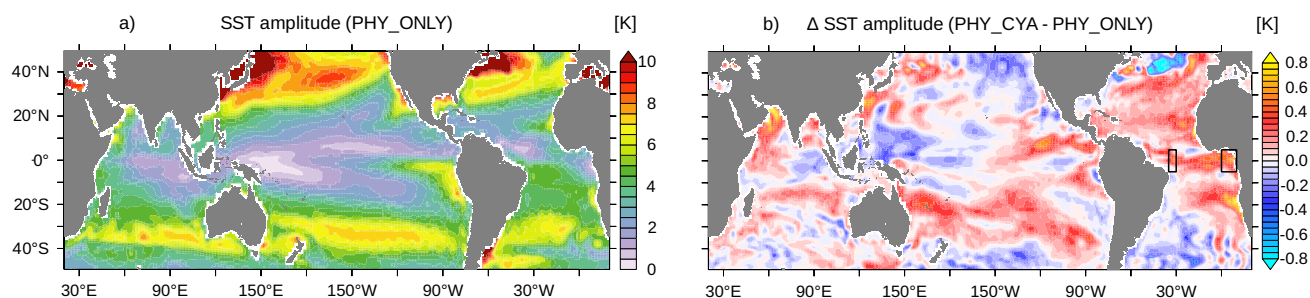 a) SST amplitude (PHY_ONLY) [K]
40°N
20°N
0°
20°S
40°S
30°E 90°E 150°E 150°W 90°W 30°W
10
8
6
4
2
0
b) Δ SST amplitude (PHY_CYA - PHY_ONLY) [K]
30°E 90°E 150°E 150°W 90°W 30°W
0.8
0.6
0.4
0.2
0.0
-0.2
-0.4
-0.6
-0.8